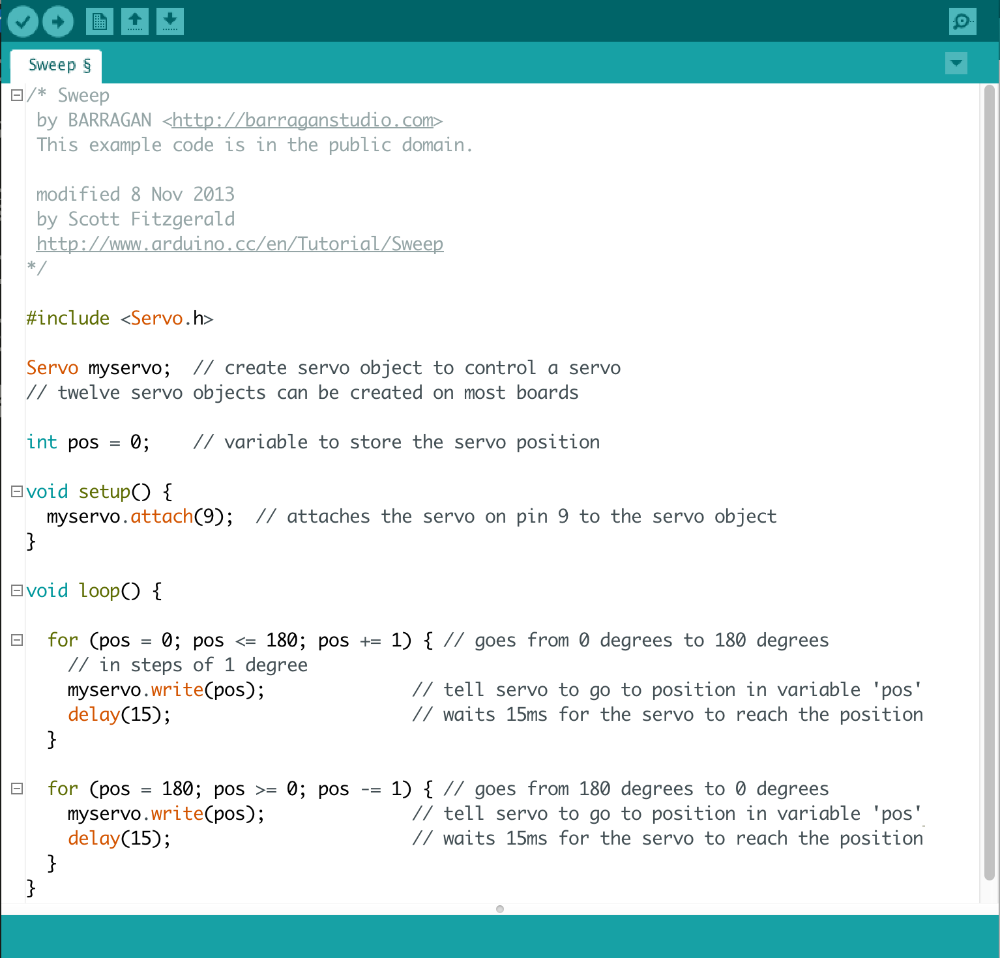 Sweep §
/* Sweep
 by BARRAGAN <http://barraganstudio.com>
 This example code is in the public domain.

 modified 8 Nov 2013
 by Scott Fitzgerald
 http://www.arduino.cc/en/Tutorial/Sweep
*/

#include <Servo.h>

Servo myservo;  // create servo object to control a servo
// twelve servo objects can be created on most boards

int pos = 0;    // variable to store the servo position

void setup() {
  myservo.attach(9);  // attaches the servo on pin 9 to the servo object
}

void loop() {

  for (pos = 0; pos <= 180; pos += 1) { // goes from 0 degrees to 180 degrees
    // in steps of 1 degree
    myservo.write(pos);              // tell servo to go to position in variable 'pos'
    delay(15);                       // waits 15ms for the servo to reach the position
  }

  for (pos = 180; pos >= 0; pos -= 1) { // goes from 180 degrees to 0 degrees
    myservo.write(pos);              // tell servo to go to position in variable 'pos'
    delay(15);                       // waits 15ms for the servo to reach the position
  }
}